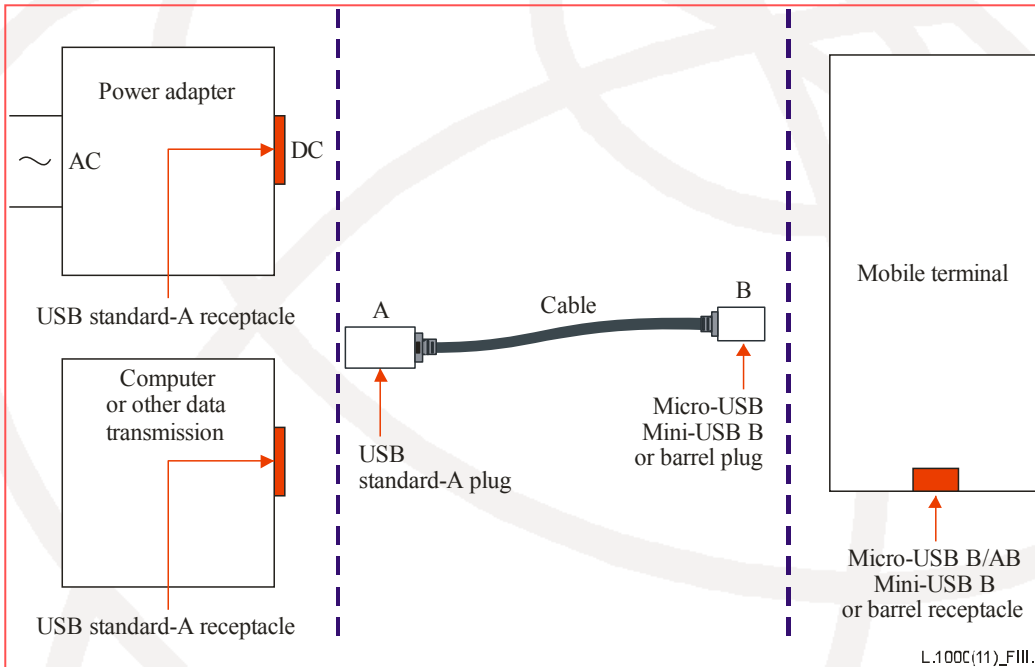 Power adapter
~
AC
DC
USB standard-A receptacle
Computer
or other data
transmission
USB standard-A receptacle
A
Cable
B
USB
standard-A plug
Micro-USB
Mini-USB B
or barrel plug
Mobile terminal
Micro-USB B/AB
Mini-USB B
or barrel receptacle